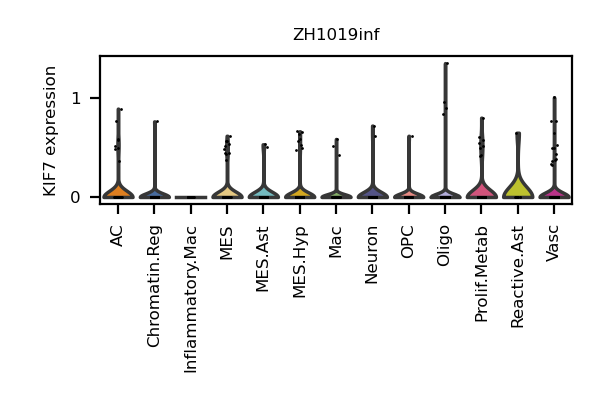 ZH1019inf
KIF7 expression
1
0
AC
Chromatin.Reg
Inflammatory.Mac
MES
MES.Ast
MES.Hyp
Mac
Neuron
OPC
Oligo
Prolif.Metab
Reactive.Ast
Vasc